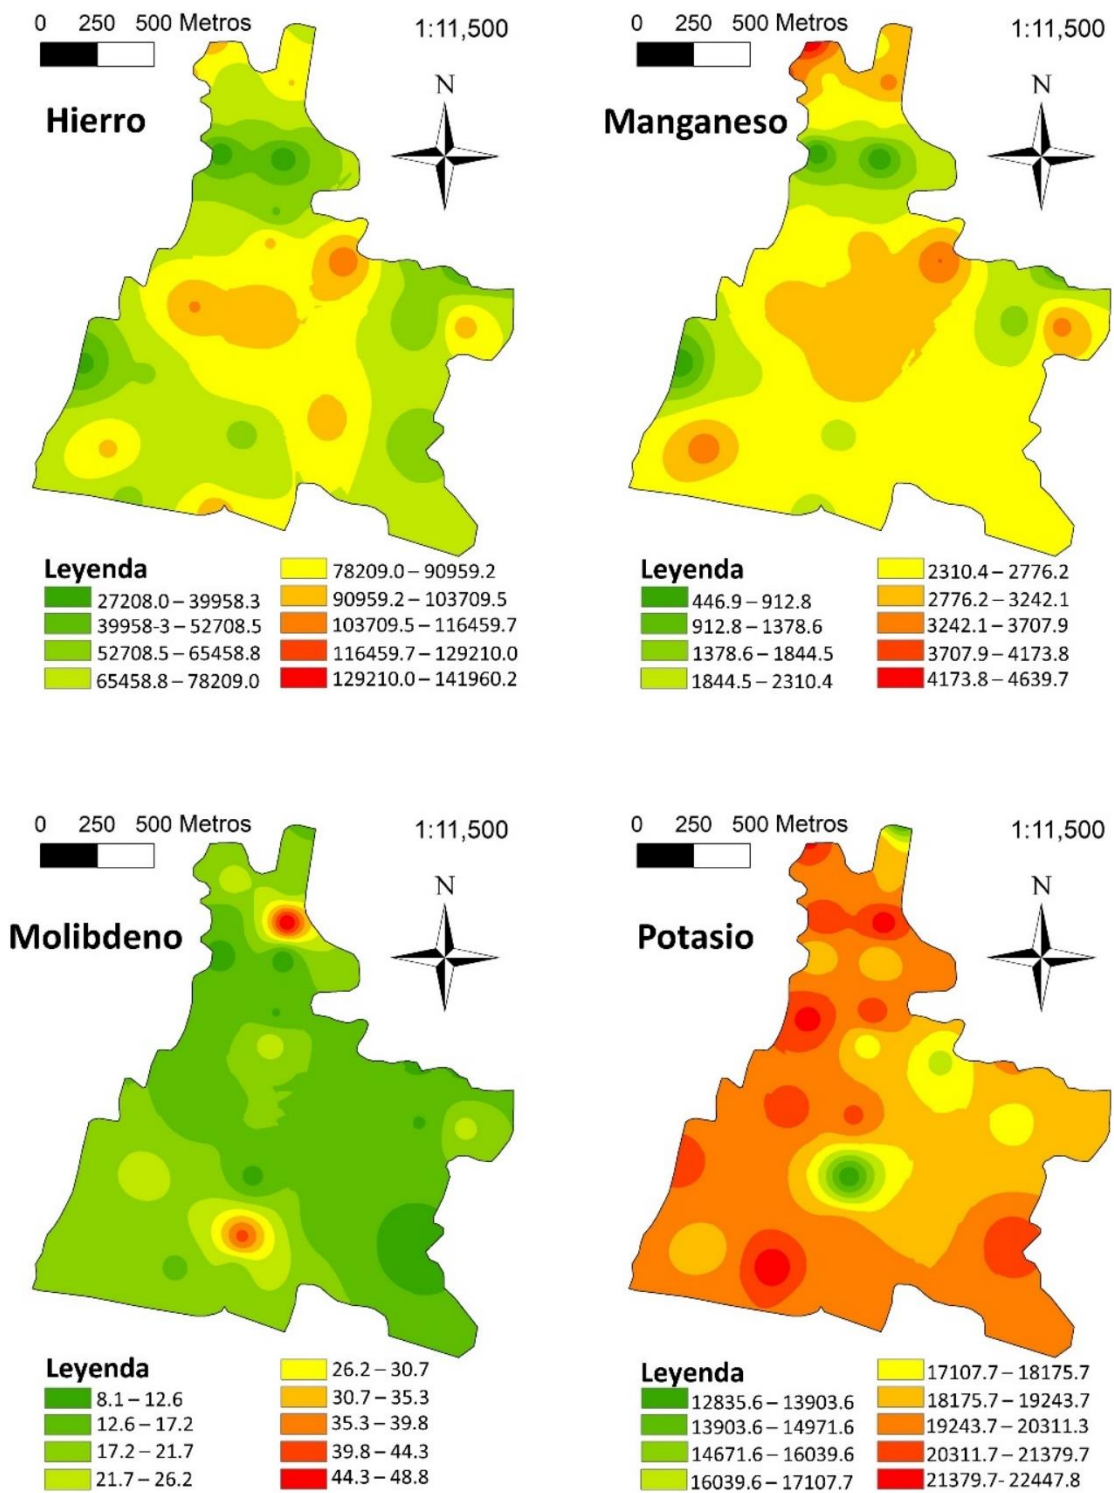 0 250 500 Metros
1:11,500
N
Hierro
Leyenda
27208.0 – 39958.3
39958-3 – 52708.5
52708.5 – 65458.8
65458.8 – 78209.0
78209.0 – 90959.2
90959.2 – 103709.5
103709.5 – 116459.7
116459.7 – 129210.0
129210.0 – 141960.2
0 250 500 Metros
1:11,500
N
Manganeso
Leyenda
446.9 – 912.8
912.8 – 1378.6
1378.6 – 1844.5
1844.5 – 2310.4
2310.4 – 2776.2
2776.2 – 3242.1
3242.1 – 3707.9
3707.9 – 4173.8
4173.8 – 4639.7
0 250 500 Metros
1:11,500
N
Molibdeno
Leyenda
8.1 – 12.6
12.6 – 17.2
17.2 – 21.7
21.7 – 26.2
26.2 – 30.7
30.7 – 35.3
35.3 – 39.8
39.8 – 44.3
44.3 – 48.8
0 250 500 Metros
1:11,500
N
Potasio
Leyenda
12835.6 – 13903.6
13903.6 – 14971.6
14671.6 – 16039.6
16039.6 – 17107.7
17107.7 – 18175.7
18175.7 – 19243.7
19243.7 – 20311.3
20311.7 – 21379.7
21379.7- 22447.8